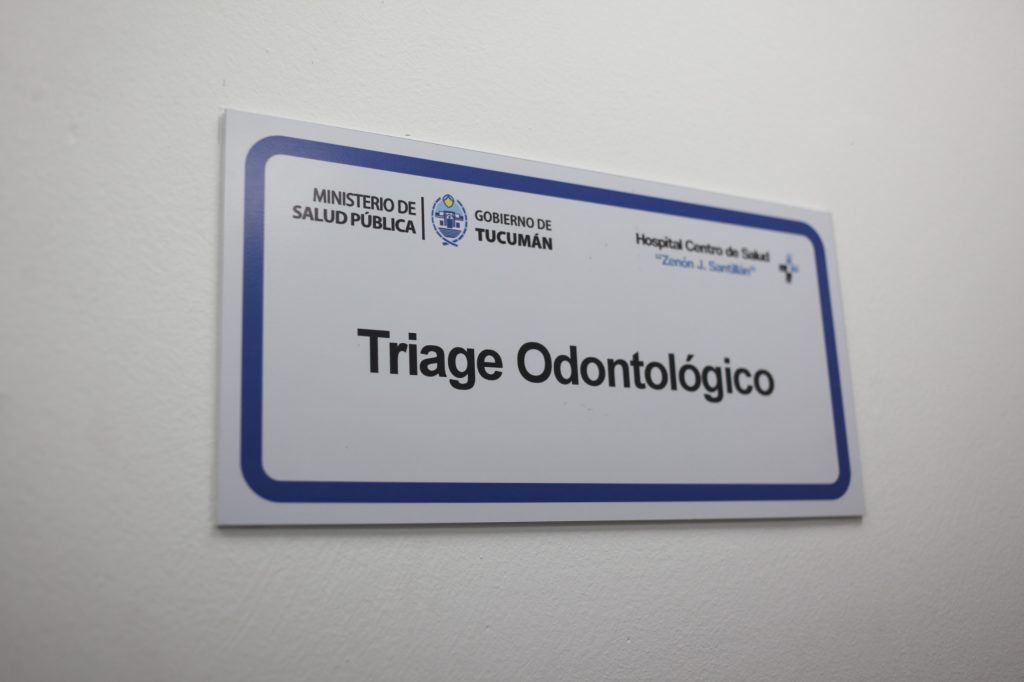 MINISTERIO DE
SALUD PÚBLICA
GOBIERNO DE
TUCUMÁN
Hospital Centro de Salud
"Zenón J. Santillán"
Triage Odontológico